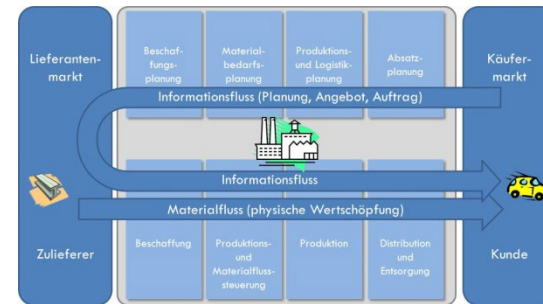 Lieferanten-
markt
Beschaf-
fungs-
planung
Material-
bedarfs-
planung
Produktions-
und Logistik-
planung
Absatz-
planung
Käufer-
markt
Informationsfluss (Planung, Angebot, Auftrag)
Informationsfluss
Materialfluss (physische Wertschöpfung)
Zulieferer
Beschaffung
Produktions-
und
Materialfluss-
steuerung
Produktion
Distribution
und
Entsorgung
Kunde